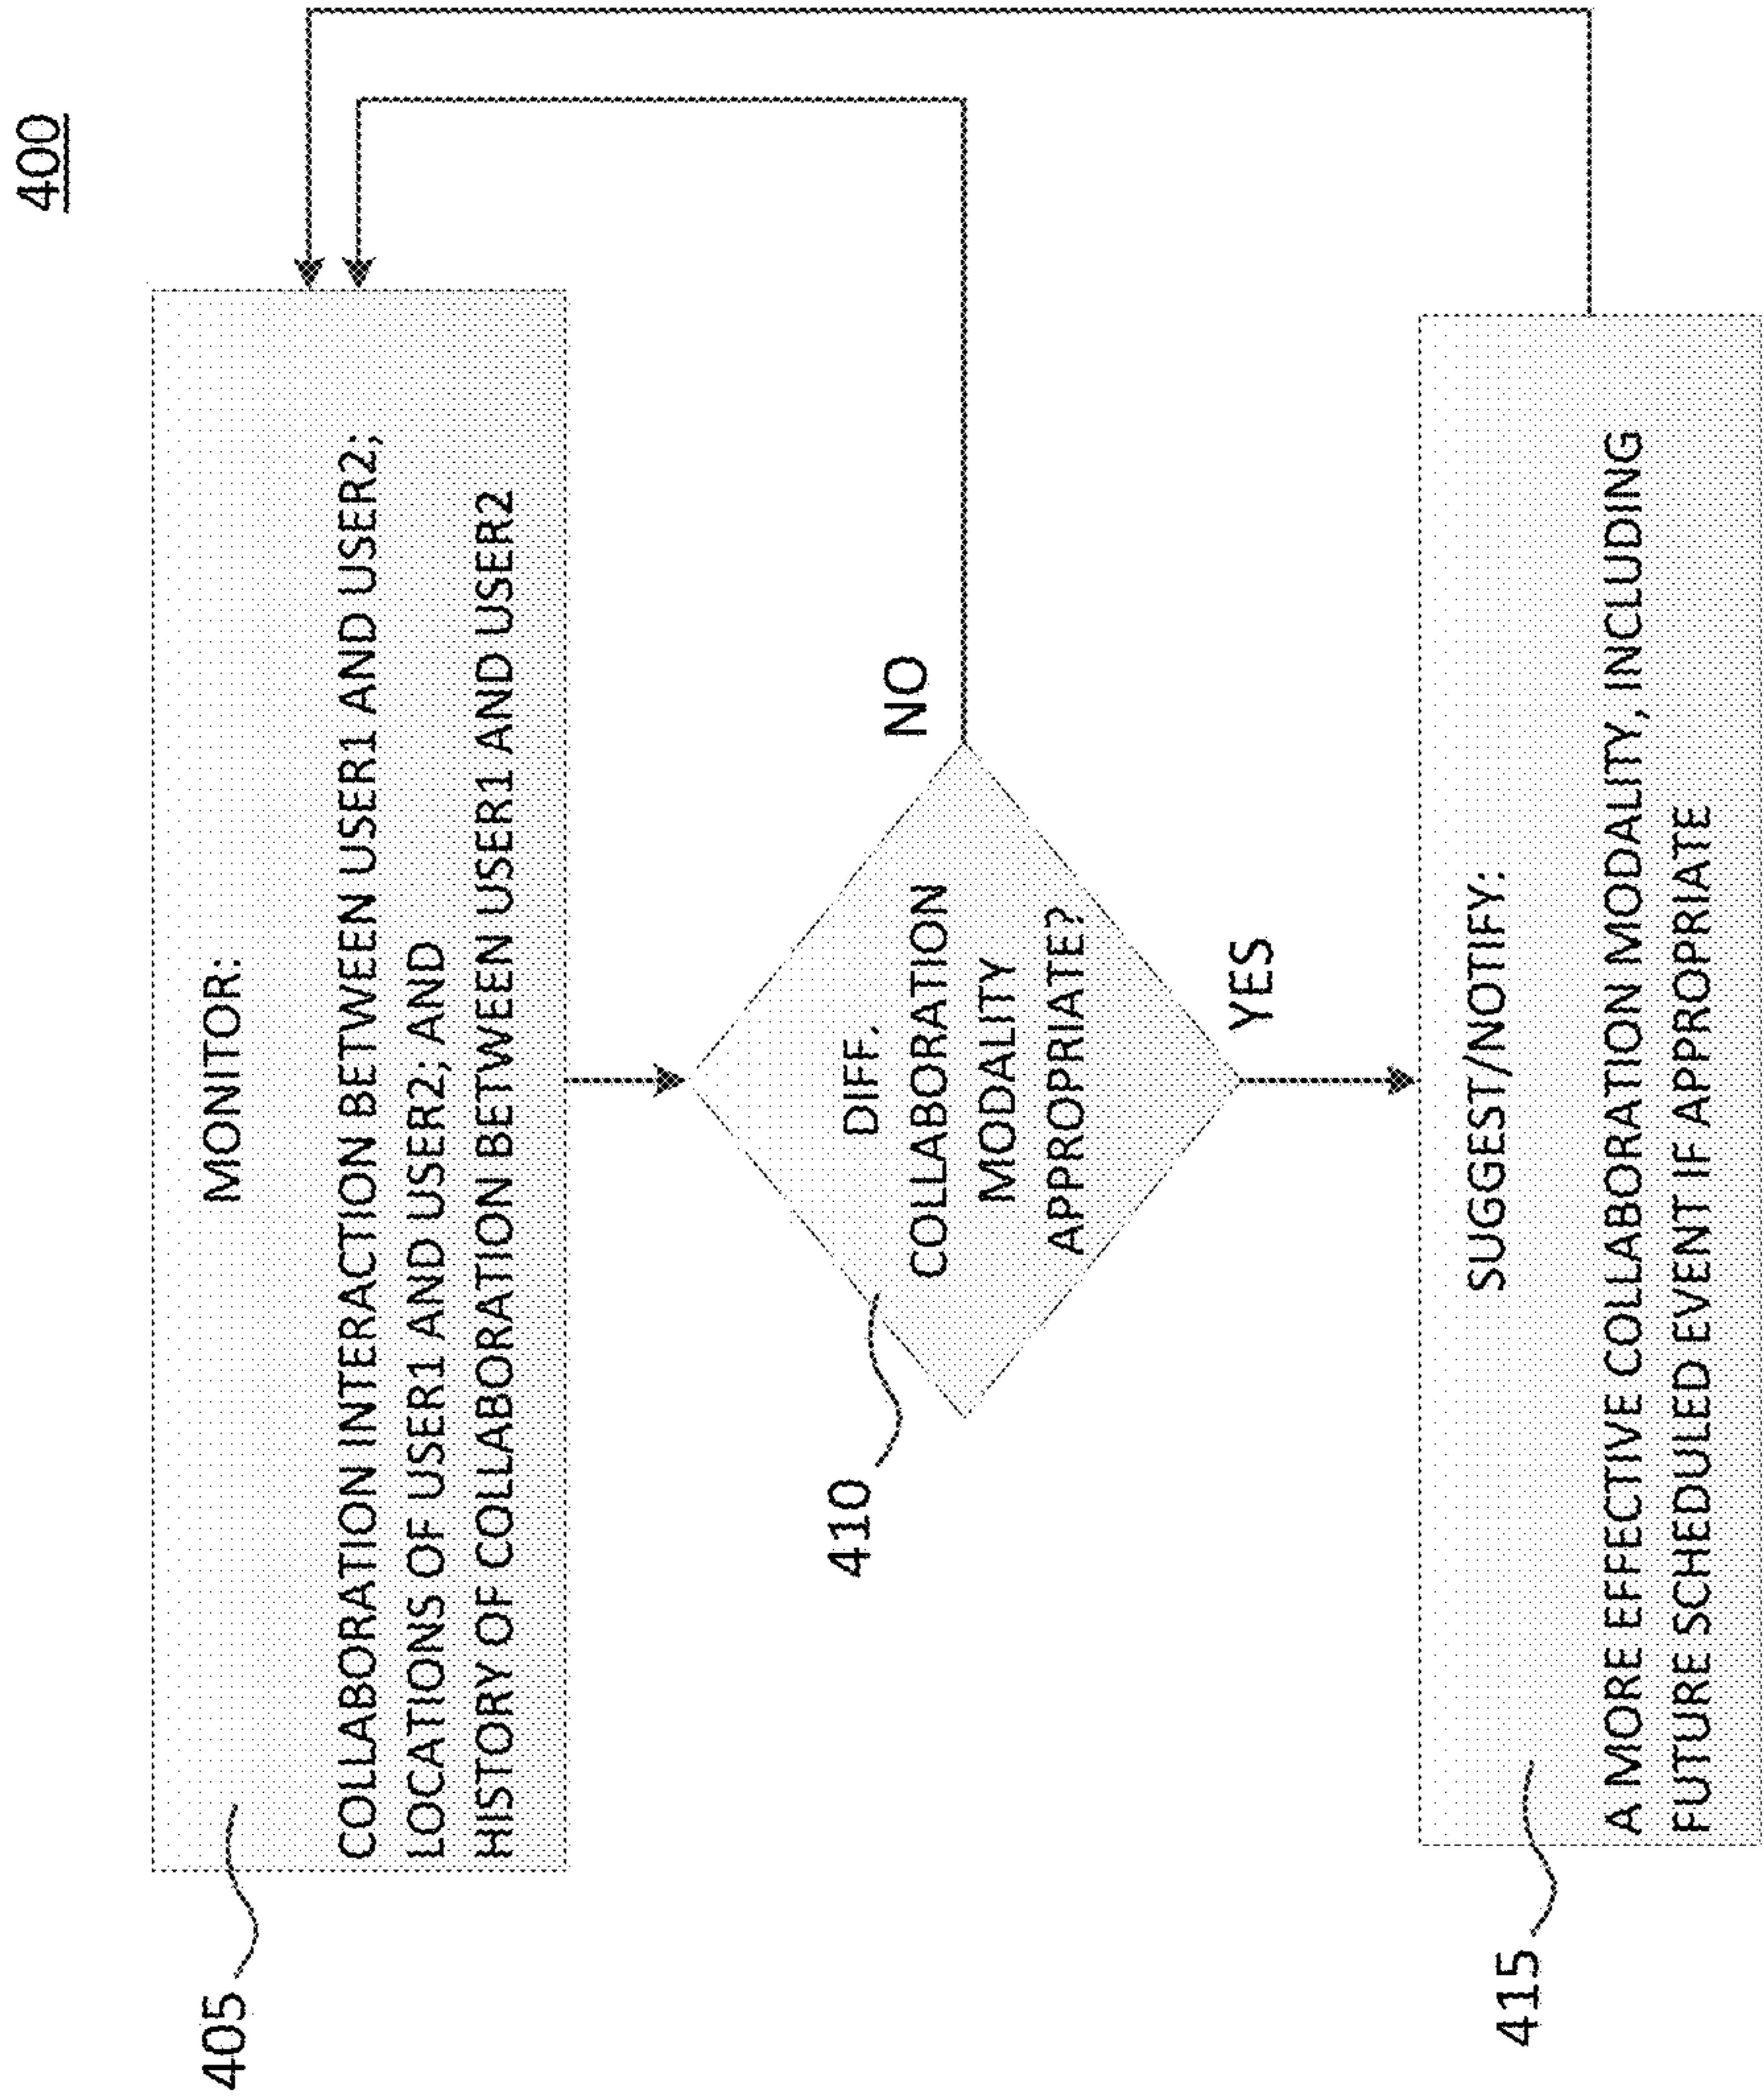 400
405
MONITOR:
COLLABORATION INTERACTION BETWEEN USER1 AND USER2;
LOCATIONS OF USER1 AND USER2; AND
HISTORY OF COLLABORATION BETWEEN USER1 AND USER2
410
DIFF.
COLLABORATION
MODALITY
APPROPRIATE?
NO
YES
415
SUGGEST/NOTIFY:
A MORE EFFECTIVE COLLABORATION MODALITY, INCLUDING
FUTURE SCHEDULED EVENT IF APPROPRIATE